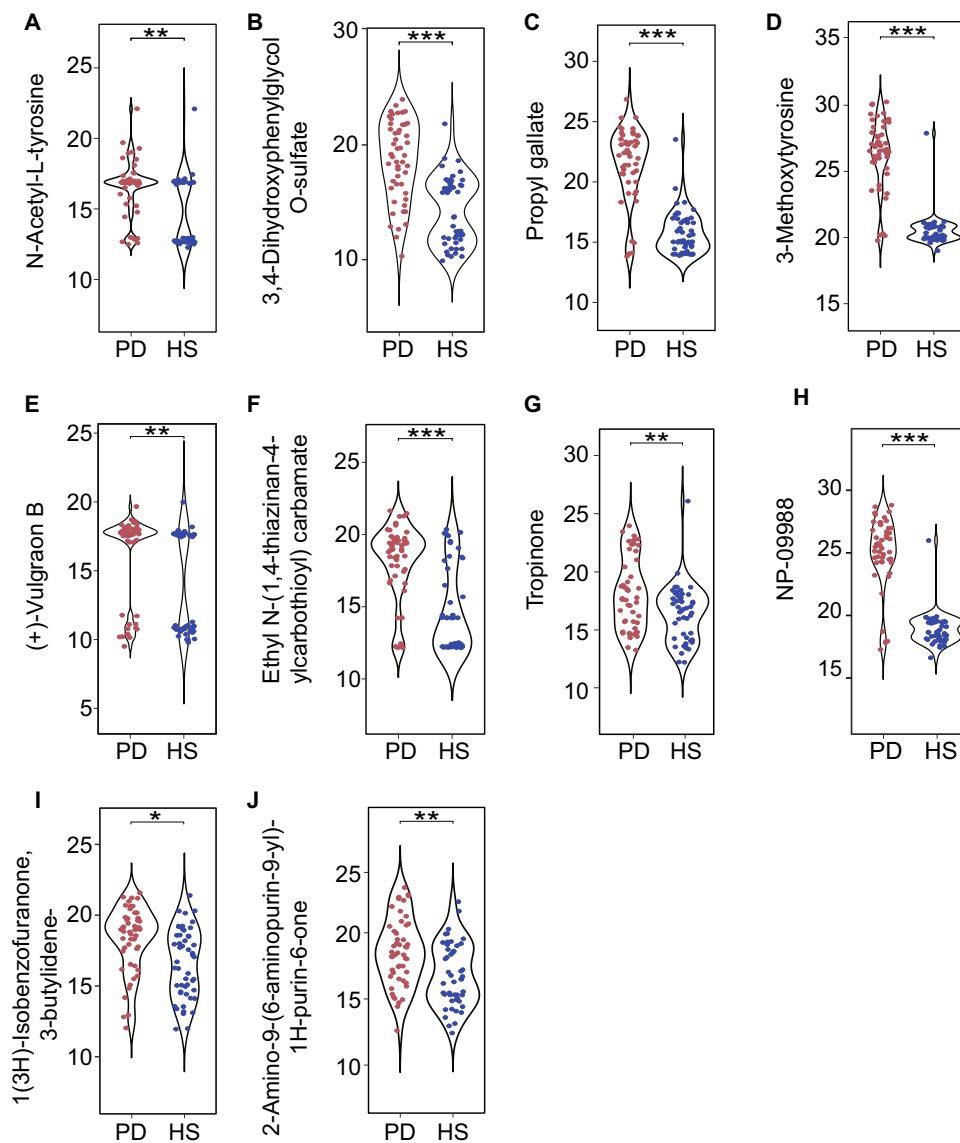 A
N-Acetyl-L-tyrosine
25
20
15
10
**
PD HS
B
3,4-Dihydroxyphenylglycol
O-sulfate
30
20
10
***
PD HS
C
Propyl gallate
30
25
20
15
10
***
PD HS
D
3-Methoxytyrosine
35
30
25
20
15
***
PD HS
E
(+)-Vulgraon B
25
20
15
10
5
**
PD HS
F
Ethyl N-(1,4-thiazinan-4-
ylcarbothioyl) carbamate
25
20
15
10
***
PD HS
G
Tropinone
30
25
20
15
10
**
PD HS
H
NP-09988
30
25
20
15
***
PD HS
I
1(3H)-Isobenzofuranone,
3-butylidene-
25
20
15
10
*
PD HS
J
2-Amino-9-(6-aminopurin-9-yl)-
1H-purin-6-one
25
20
15
10
**
PD HS